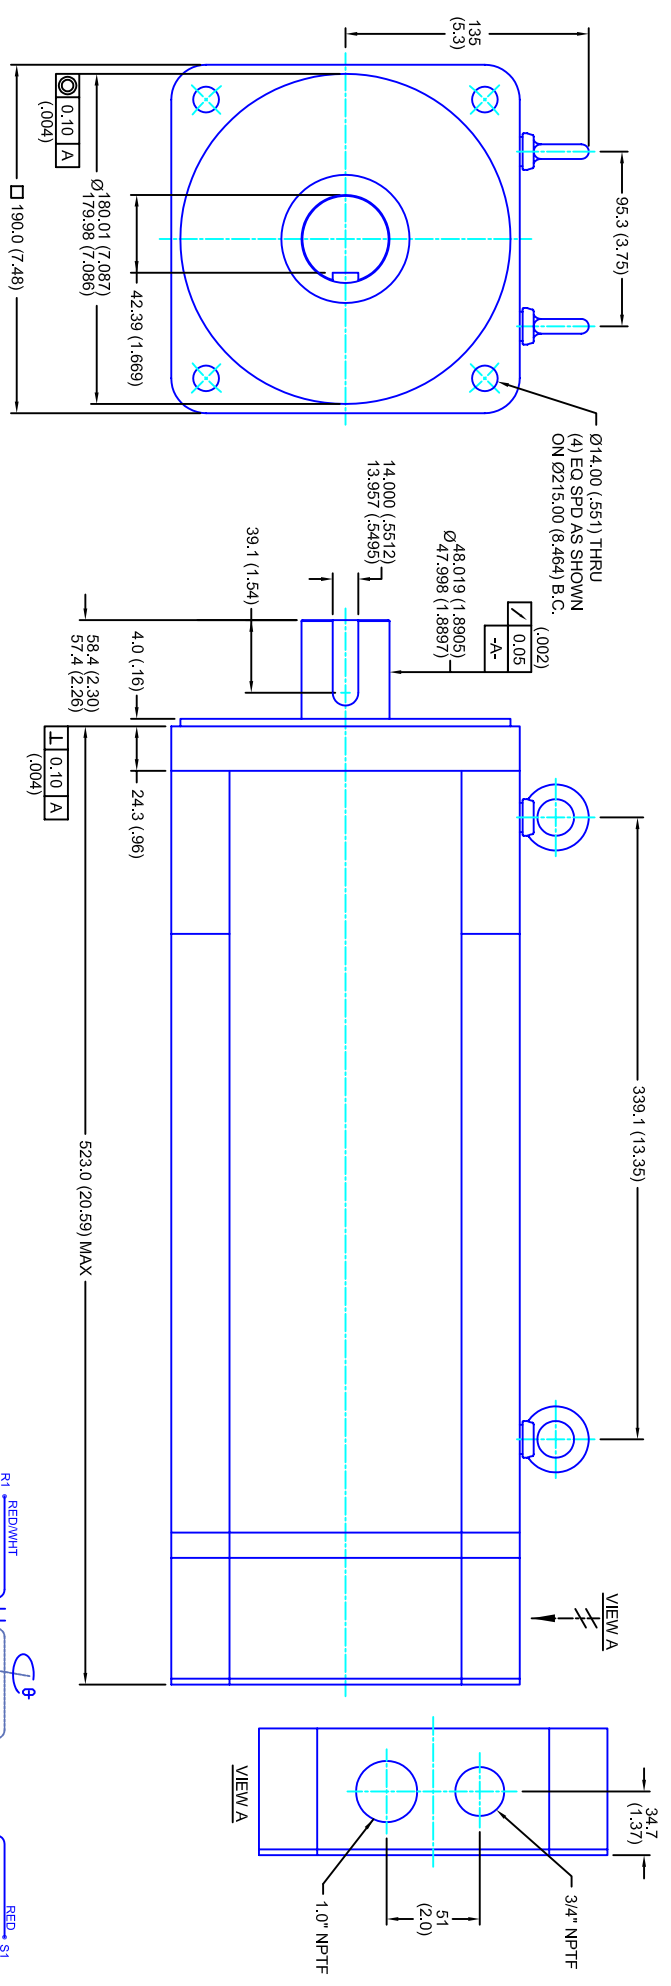 135
(5.3)
95.3 (3.75)
Ø14.00 (.551) THRU
(4) EQ SPD AS SHOWN
ON Ø215.00 (8.464) B.C.
42.39 (1.669)
Ø180.01 (7.087)
179.98 (7.086)
◎ 0.10 A
(.004)
□ 190.0 (7.48)
(.002)
0.05
-A-
Ø48.019 (1.8905)
47.998 (1.8897)
14.000 (.5512)
13.957 (.5495)
39.1 (1.54)
4.0 (.16)
58.4 (2.30)
57.4 (2.26)
24.3 (.96)
⊥ 0.10 A
(.004)
339.1 (13.35)
523.0 (20.59) MAX
VIEW A
34.7
(1.37)
3/4" NPTF
51
(2.0)
1.0" NPTF
VIEW A
R1 RED/WHT
θ
RED S1